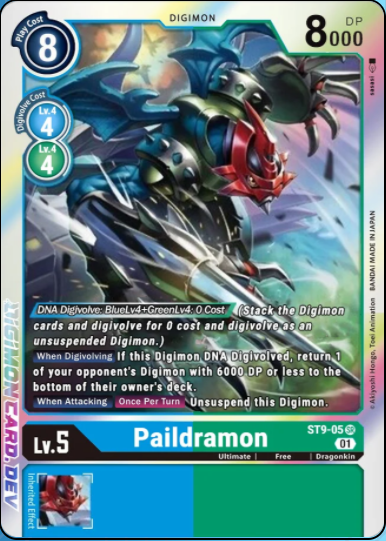 Play Cost
8
DIGIMON
DP
8000
Digivolve Cost
Lv.4
4
Lv.4
4
sasasi
©Akiyoshi Hongo, Toei Animation BANDAI MADE IN JAPAN
DNA Digivolve: BlueLv4+GreenLv4: 0 Cost (Stack the Digimon
cards and digivolve for 0 cost and digivolve as an
unsuspended Digimon.)
When Digivolving If this Digimon DNA Digivolved, return 1
of your opponent's Digimon with 6000 DP or less to the
bottom of their owner's deck.
When Attacking Once Per Turn Unsuspend this Digimon.
Lv.5
Paildramon
ST9-05 SR
01
Ultimate | Free | Dragonkin
Inherited Effect
DIGIMONCARD.DEV